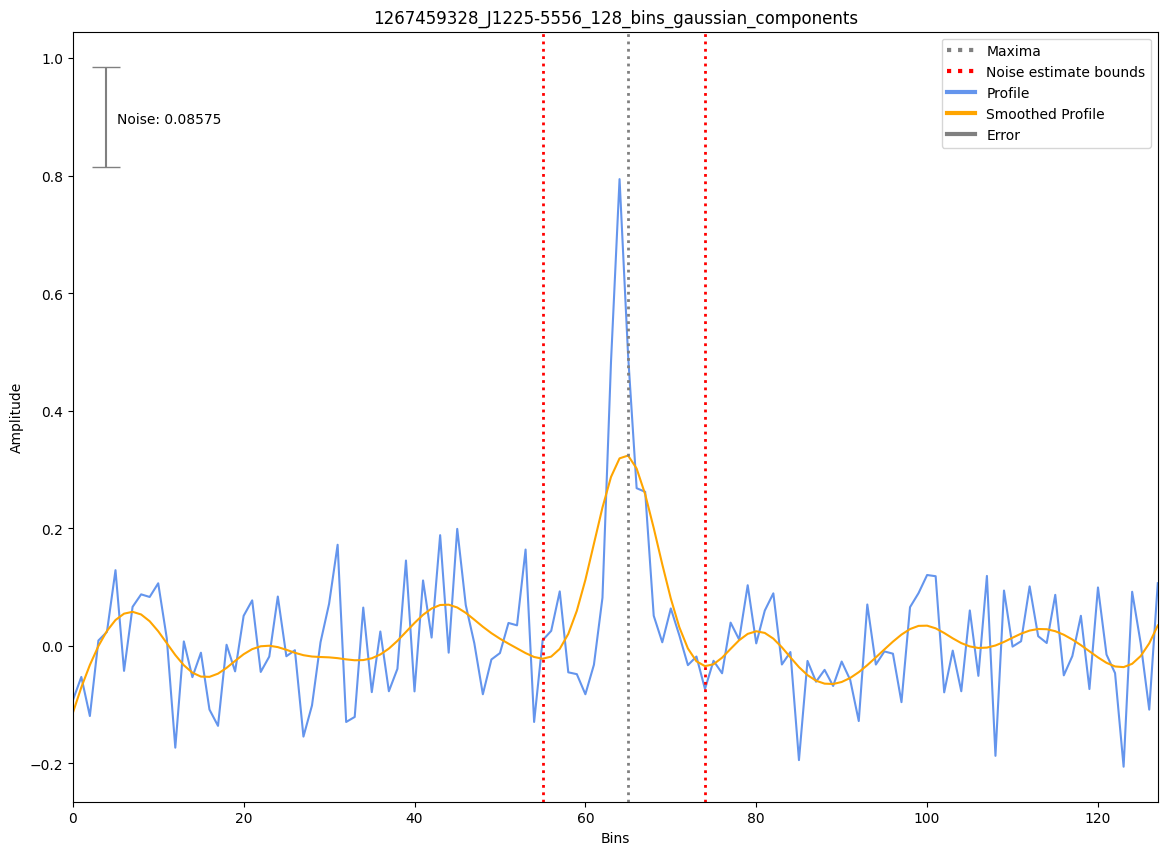 1267459328_J1225-5556_128_bins_gaussian_components
Maxima
Noise estimate bounds
Profile
Smoothed Profile
Error
Noise: 0.08575
1.0
0.8
0.6
0.4
0.2
0.0
−0.2
Amplitude
0 20 40 60 80 100 120
Bins